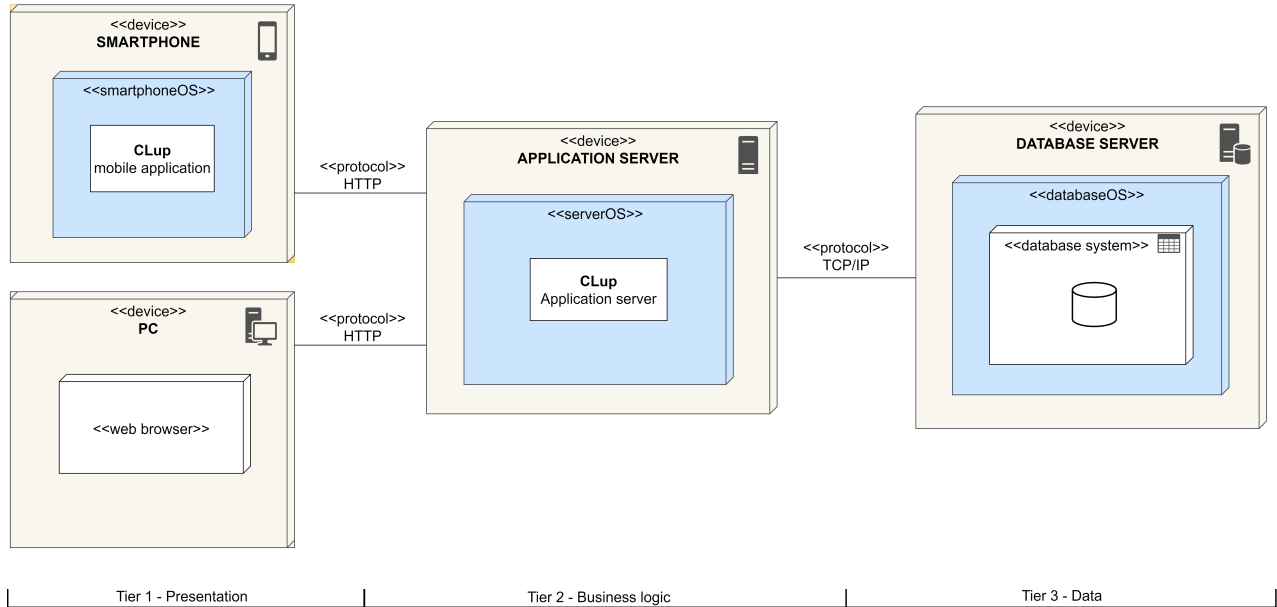 <<device>>
SMARTPHONE
<<smartphoneOS>>
CLup
mobile application
<<protocol>>
HTTP
<<device>>
PC
<<web browser>>
<<protocol>>
HTTP
<<device>>
APPLICATION SERVER
<<serverOS>>
CLup
Application server
<<protocol>>
TCP/IP
<<device>>
DATABASE SERVER
<<databaseOS>>
<<database system>>
Tier 1 - Presentation
Tier 2 - Business logic
Tier 3 - Data